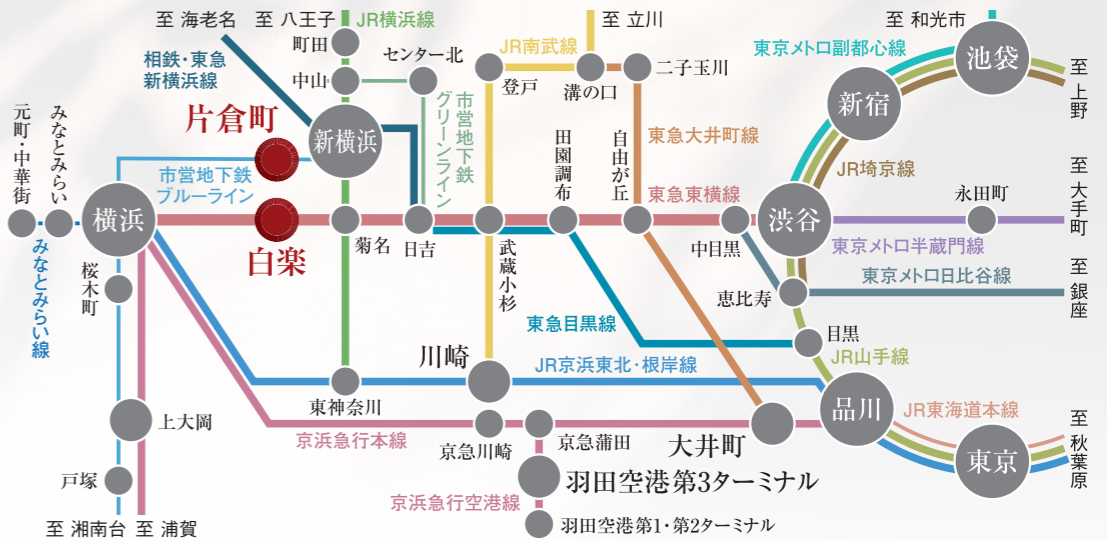 至 海老名
至 八王子
JR横浜線
至 立川
至 和光市
町田
センター北
JR南武線
東京メトロ副都心線
池袋
相鉄・東急
新横浜線
中山
登戸
溝の口
二子玉川
至 上野
元町・中華街
みなとみらい
片倉町
新横浜
市営地下鉄
グリーンライン
新宿
田園調布
自由が丘
東急大井町線
JR埼京線
市営地下鉄
ブルーライン
東急東横線
永田町
至 大手町
横浜
渋谷
白楽
菊名
日吉
武蔵小杉
中目黒
東京メトロ半蔵門線
みなとみらい線
桜木町
恵比寿
東京メトロ日比谷線
至 銀座
東急目黒線
目黒
川崎
JR京浜東北・根岸線
JR山手線
東神奈川
品川
JR東海道本線
上大岡
京浜急行本線
京急川崎
京急蒲田
大井町
至 秋葉原
東京
戸塚
羽田空港第3ターミナル
京浜急行空港線
至 湘南台
至 浦賀
羽田空港第1・第2ターミナル